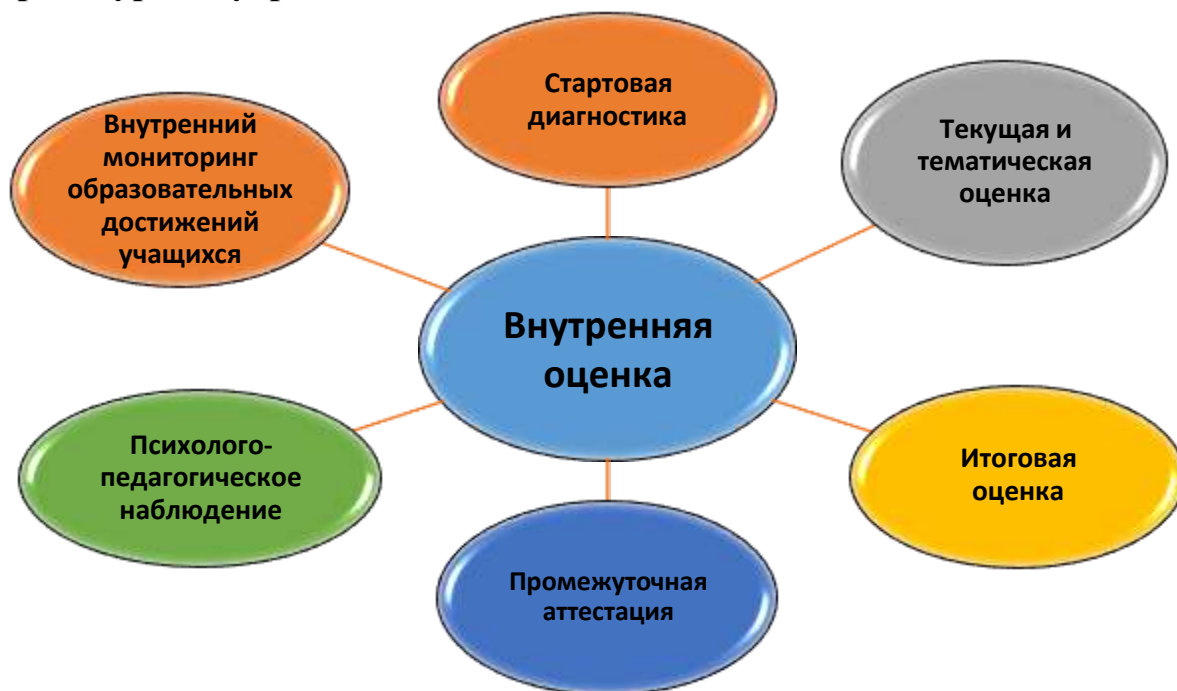 Стартовая
диагностика
Текущая и
тематическая
оценка
Внутренний
мониторинг
образовательных
достижений
учащихся
Внутренняя
оценка
Психолого-
педагогическое
наблюдение
Итоговая
оценка
Промежуточная
аттестация